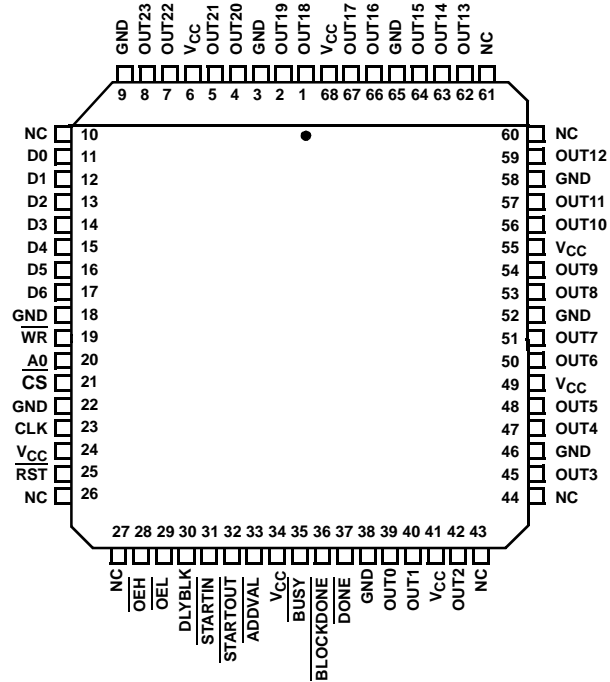 GND
OUT23
OUT22
VCC
OUT21
OUT20
GND
OUT19
OUT18
VCC
OUT17
OUT16
GND
OUT15
OUT14
OUT13
NC
9 8 7 6 5 4 3 2 1 68 67 66 65 64 63 62 61
NC 10
D0 11
D1 12
D2 13
D3 14
D4 15
D5 16
D6 17
GND 18
WR 19
A0 20
CS 21
GND 22
CLK 23
VCC 24
RST 25
NC 26
60 NC
59 OUT12
58 GND
57 OUT11
56 OUT10
55 VCC
54 OUT9
53 OUT8
52 GND
51 OUT7
50 OUT6
49 VCC
48 OUT5
47 OUT4
46 GND
45 OUT3
44 NC
27 28 29 30 31 32 33 34 35 36 37 38 39 40 41 42 43
NC
OEH
OEL
DLYBLK
STARTIN
STARTOUT
ADDVAL
VCC
BUSY
BLOCKDONE
DONE
GND
OUT0
OUT1
VCC
OUT2
NC